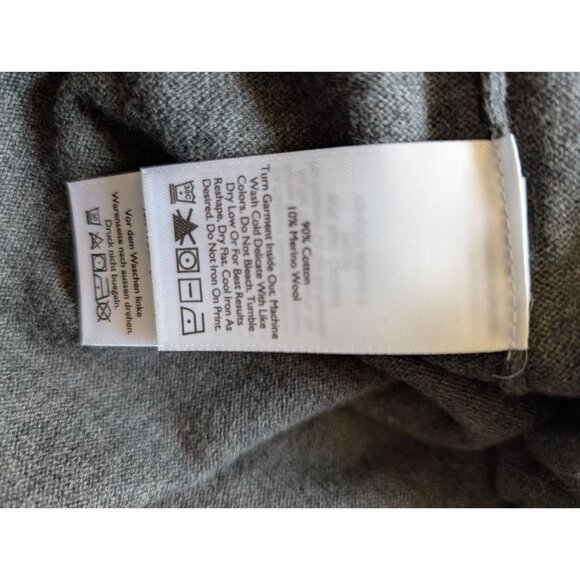 90% Cotton
10% Merino Wool
Turn Garment Inside Out. Machine
Wash Cold Delicate With Like
Colors. Do Not Bleach. Tumble
Dry Low Or For Best Results
Reshape, Dry Flat. Cool Iron As
Desired. Do Not Iron On Print.
Vor dem Waschen linke
Warenseite nach aussen drehen.
Druck nicht buegeln.